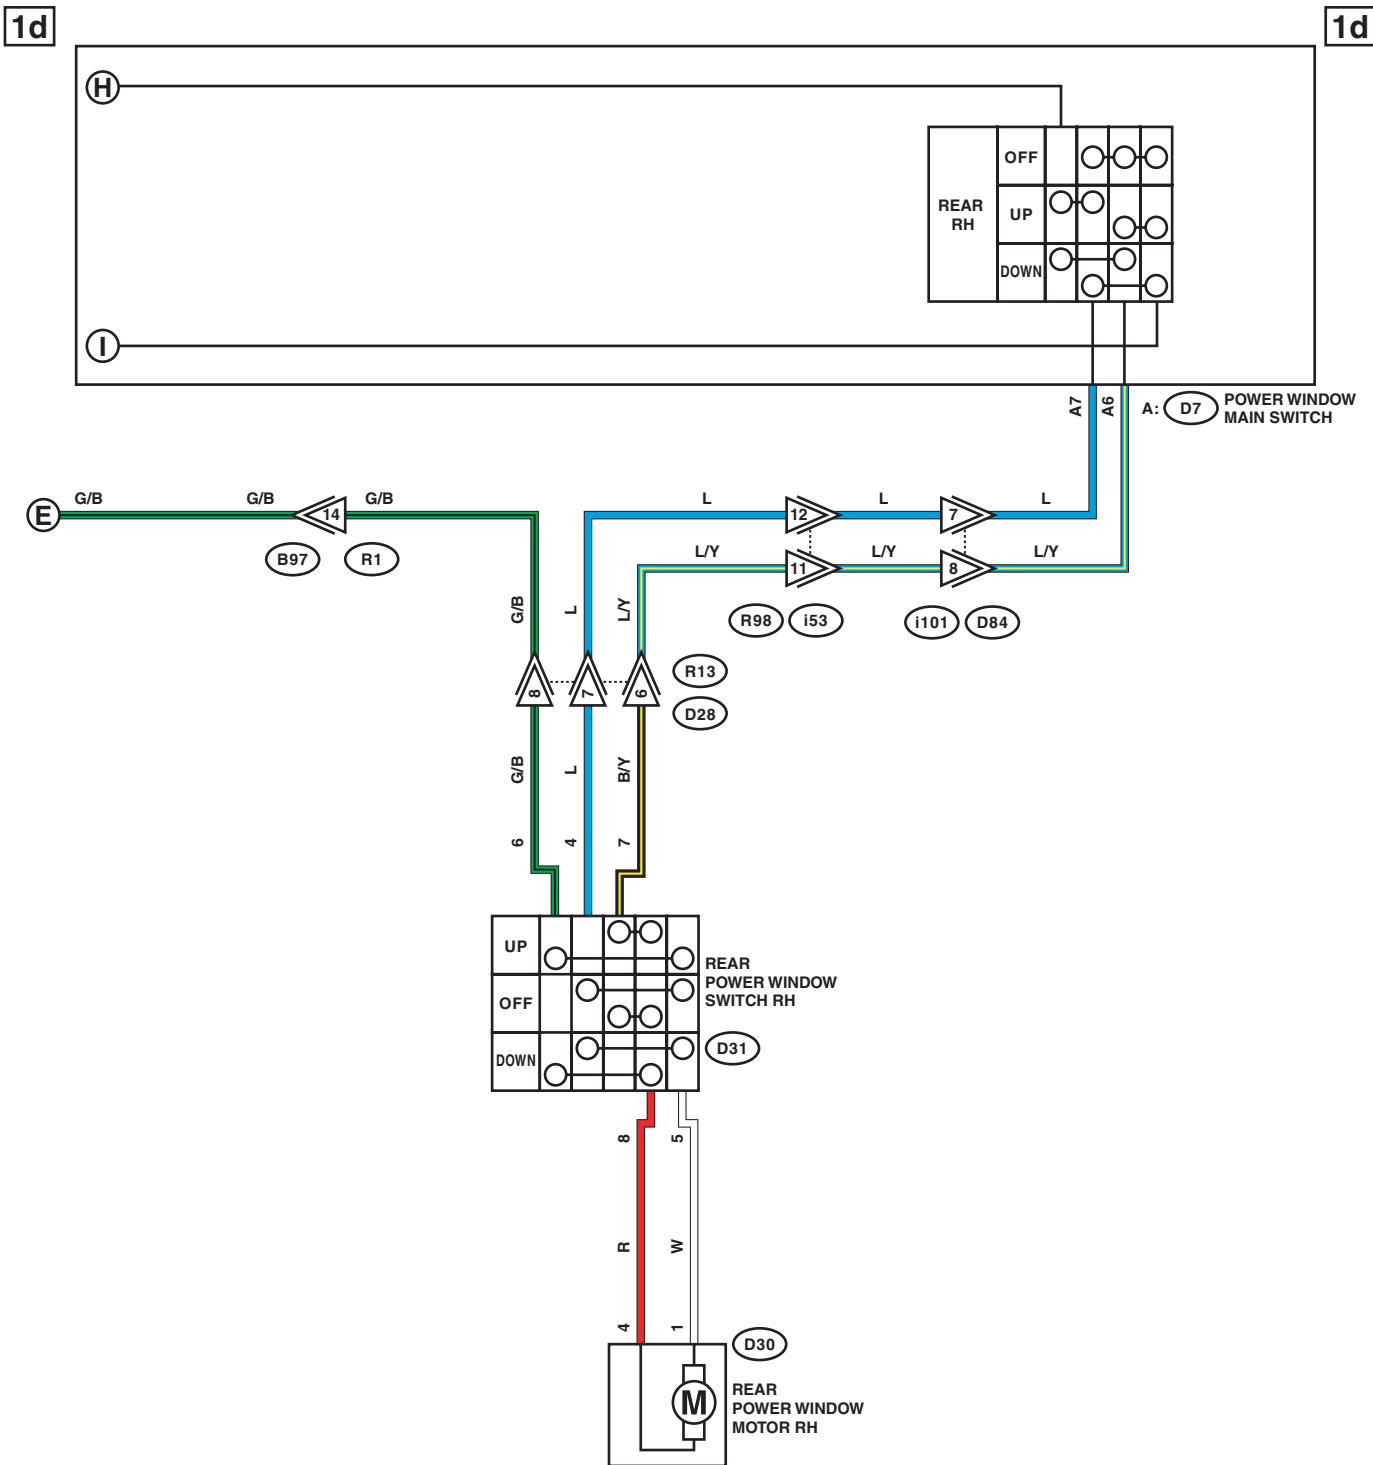 1d
1d
H
OFF
REAR
RH
UP
DOWN
I
A7
A6
A:
D7
POWER WINDOW
MAIN SWITCH
E
G/B
G/B
14
G/B
L
12
L
7
L
B97
R1
L/Y
11
L/Y
8
L/Y
R98
i53
i101
D84
G/B
L
L/Y
8
7
6
R13
D28
G/B
L
B/Y
6
4
7
UP
OFF
DOWN
REAR
POWER WINDOW
SWITCH RH
D31
8
5
R
W
4
1
D30
M
REAR
POWER WINDOW
MOTOR RH